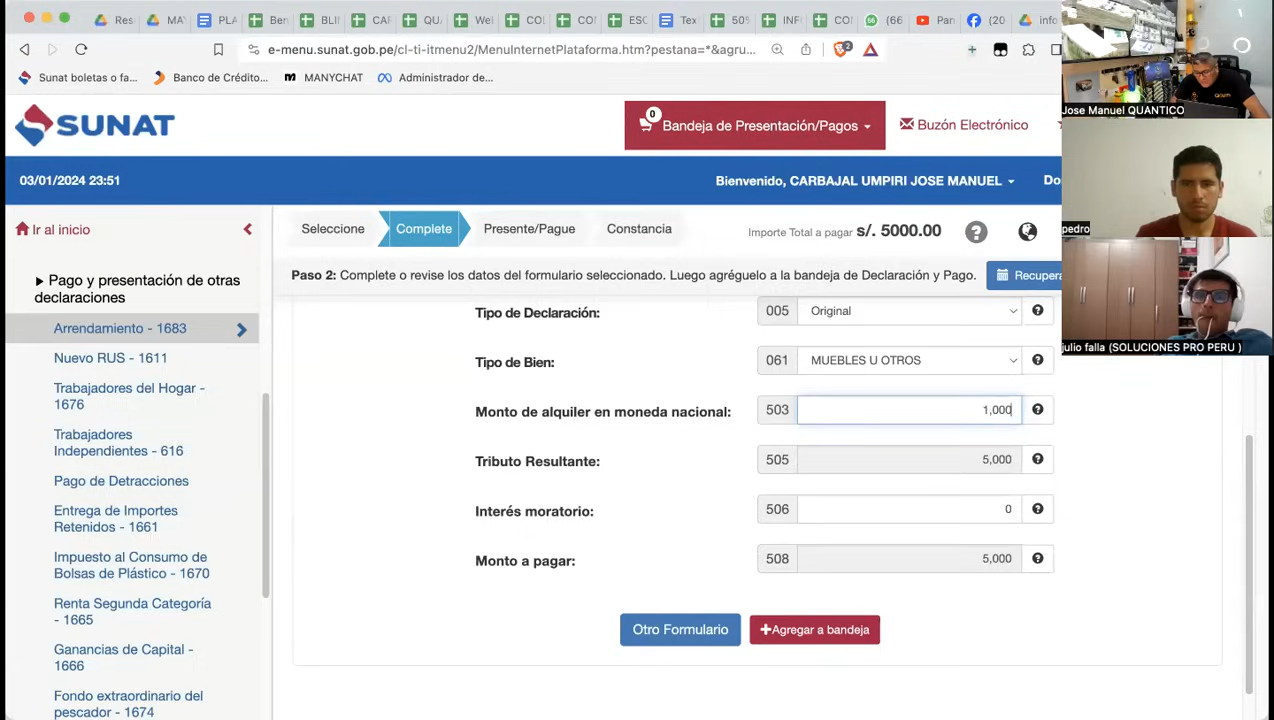 Res
MAY
PLA
Ber
BLII
CAF
QUA
Wel
COL
COM
ESC
Tex
50%
INF
CON
(66
Pan
(20
info
e-menu.sunat.gob.pe/cl-ti-itmenu2/MenuInternetPlataforma.htm?pestana=*&agru...
2
Sunat boletas o fa...
Banco de Crédito...
MANYCHAT
Administrador de...
Jose Manuel QUANTICO
SUNAT
0
Bandeja de Presentación/Pagos
Buzón Electrónico
03/01/2024 23:51
Bienvenido, CARBAJAL UMPIRI JOSE MANUEL
Do
Ir al inicio
Seleccione
Complete
Presente/Pague
Constancia
Importe Total a pagar s/. 5000.00
pedro
Paso 2: Complete o revise los datos del formulario seleccionado. Luego agréguelo a la bandeja de Declaración y Pago.
Recupera
Pago y presentación de otras
declaraciones
Arrendamiento - 1683
Nuevo RUS - 1611
Trabajadores del Hogar -
1676
Trabajadores
Independientes - 616
Pago de Detracciones
Entrega de Importes
Retenidos - 1661
Impuesto al Consumo de
Bolsas de Plástico - 1670
Renta Segunda Categoría
- 1665
Ganancias de Capital -
1666
Fondo extraordinario del
pescador - 1674
Tipo de Declaración: 005 Original
Tipo de Bien: 061 MUEBLES U OTROS
Monto de alquiler en moneda nacional: 503 1,000
Tributo Resultante: 505 5,000
Interés moratorio: 506 0
Monto a pagar: 508 5,000
Otro Formulario
Agregar a bandeja
julio falla (SOLUCIONES PRO PERU )